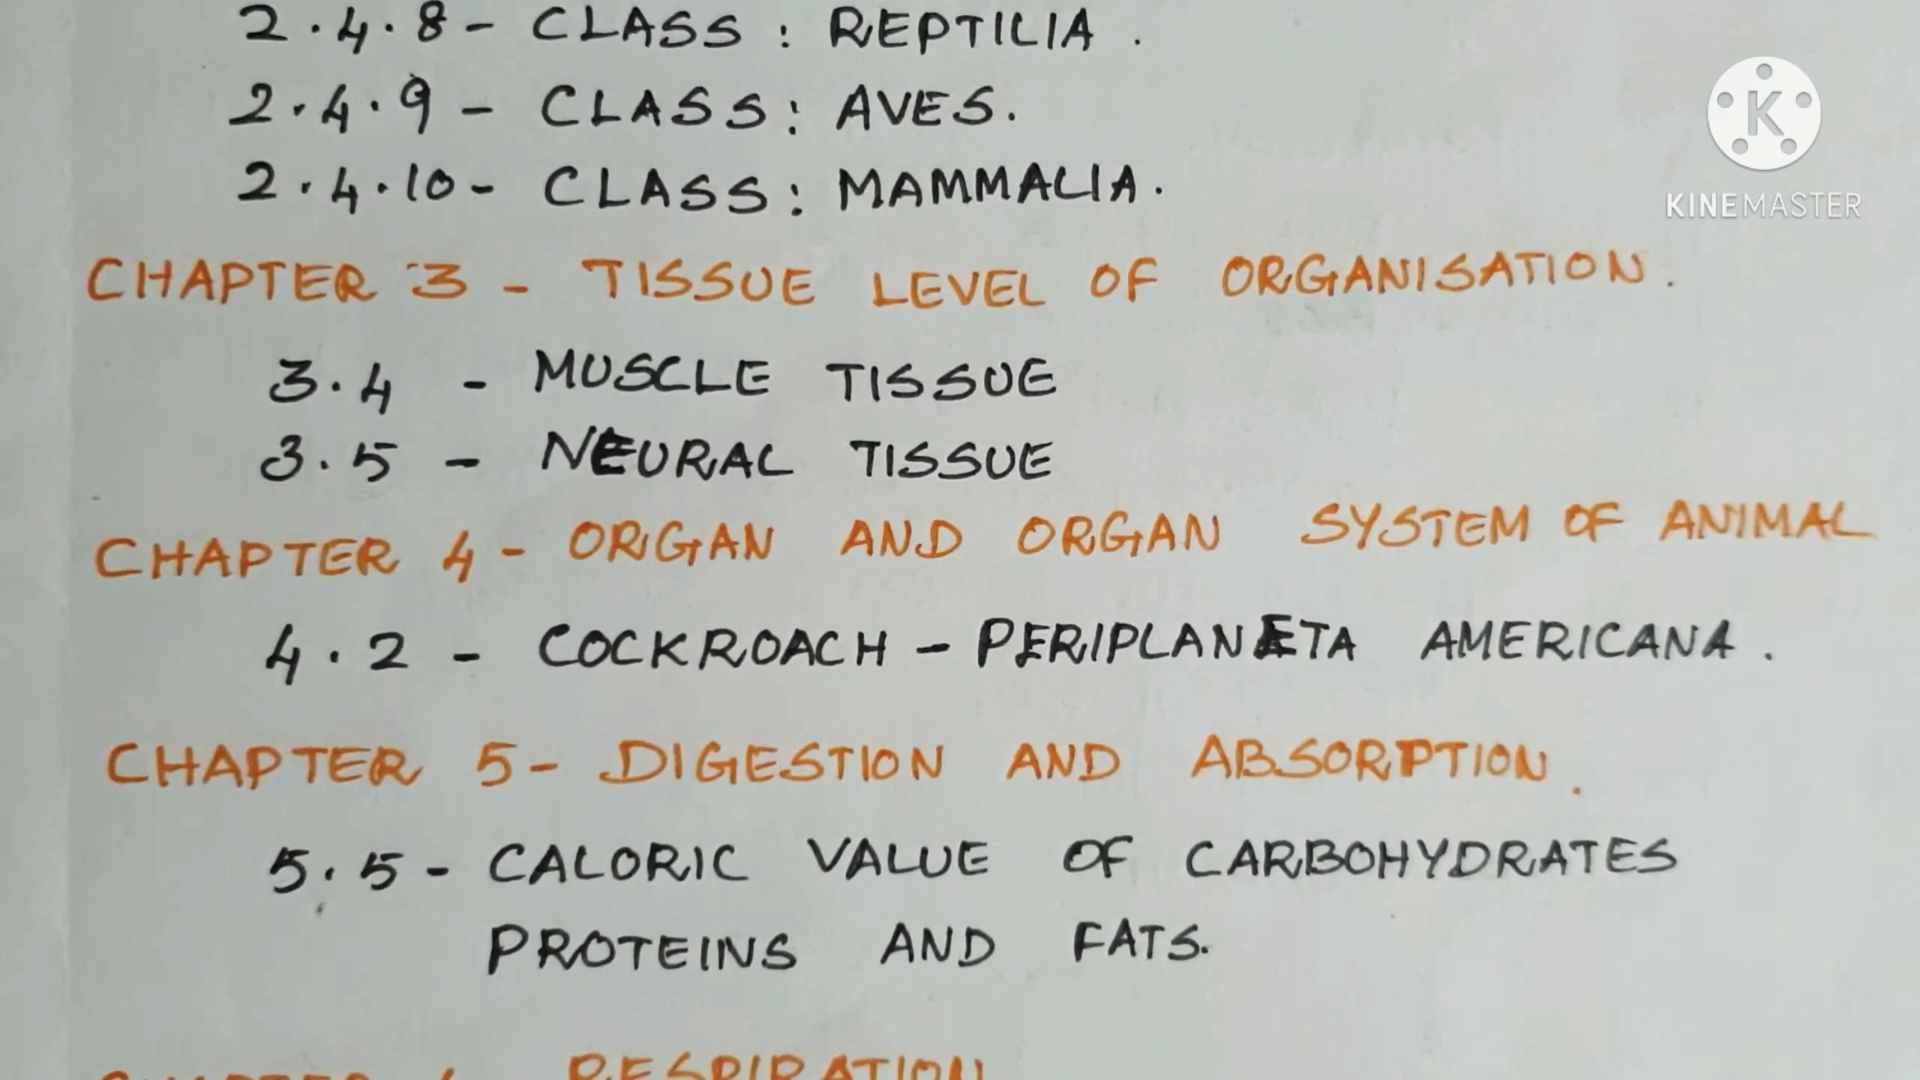 2.4.8 - CLASS : REPTILIA .
2.4.9 - CLASS : AVES.
2.4.10 - CLASS : MAMMALIA.
K
KINEMASTER
CHAPTER 3 - TISSUE LEVEL OF ORGANISATION.
3.4 - MUSCLE TISSUE
3.5 - NEURAL TISSUE
CHAPTER 4 - ORGAN AND ORGAN SYSTEM OF ANIMAL
4.2 - COCKROACH - PERIPLANETA AMERICANA .
CHAPTER 5 - DIGESTION AND ABSORPTION .
5.5 - CALORIC VALUE OF CARBOHYDRATES
PROTEINS AND FATS.
RESPIRATION